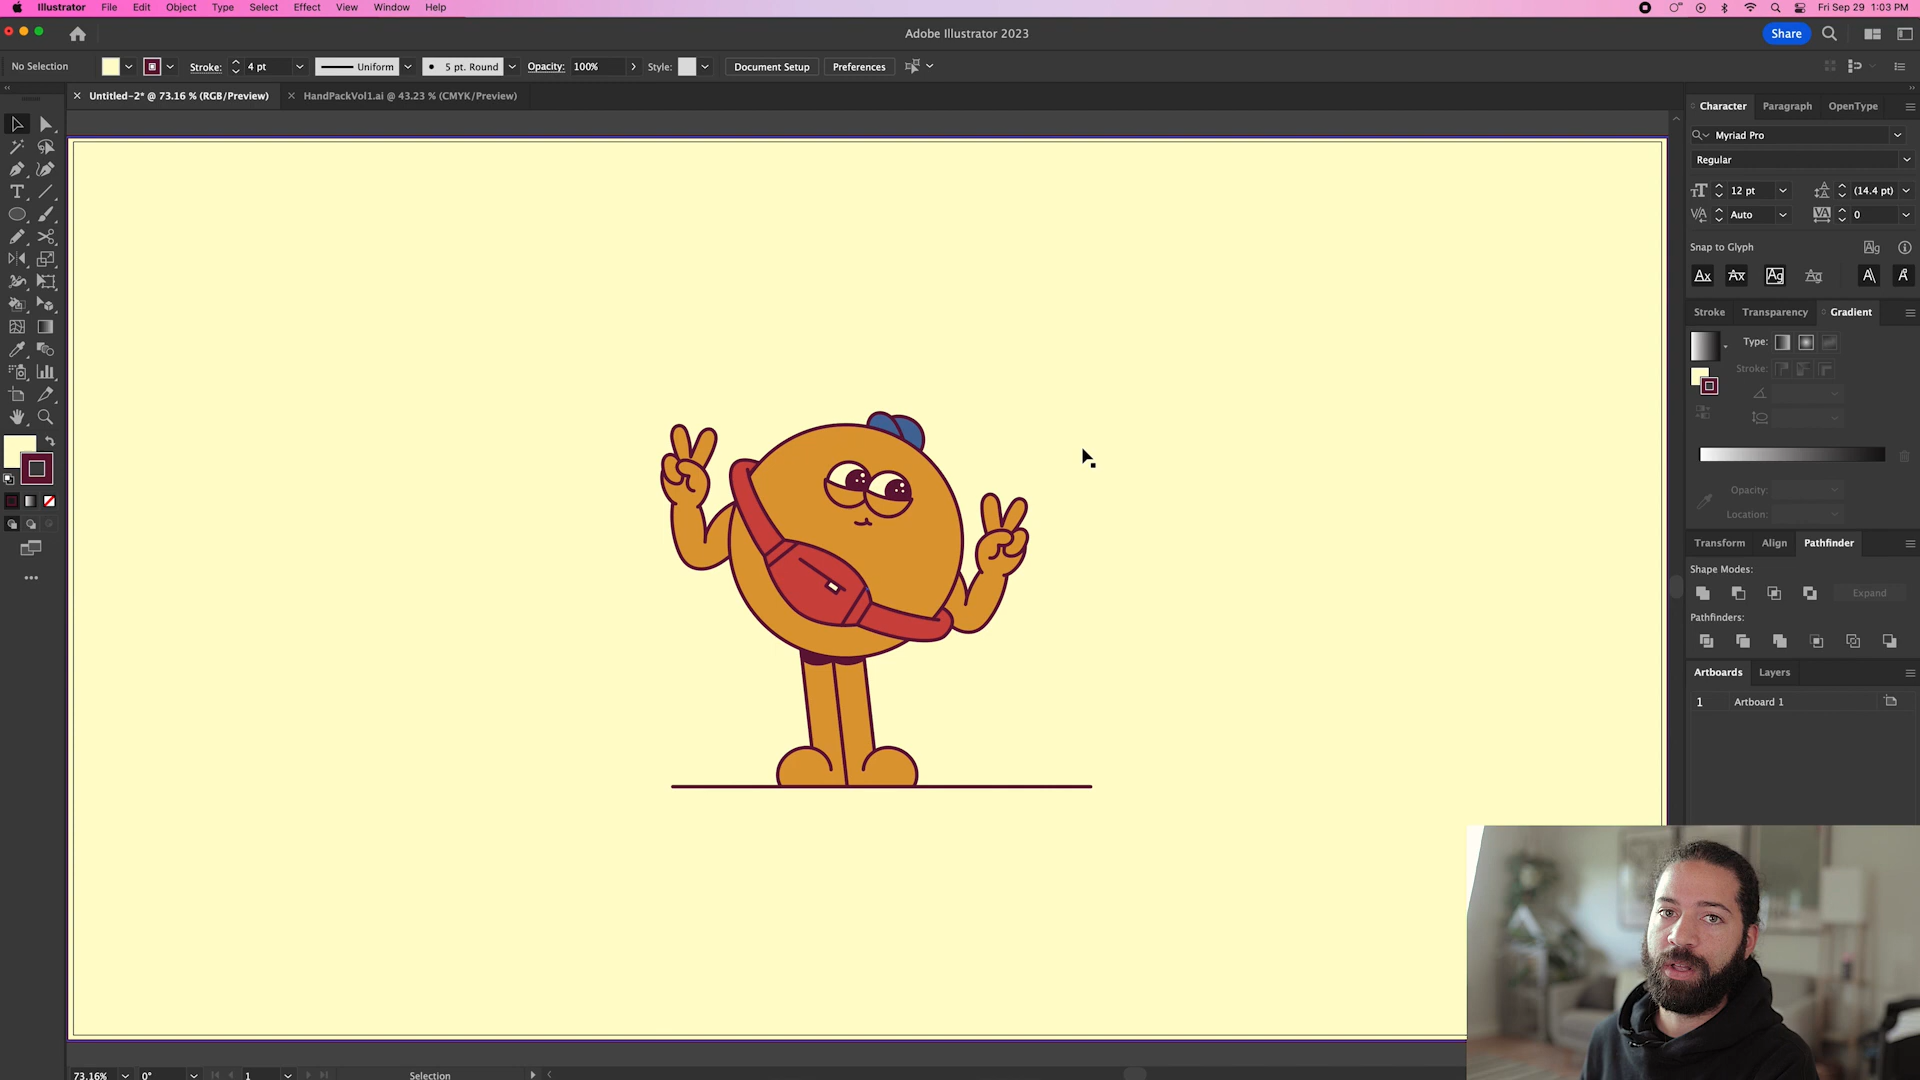 Illustrator File Edit Object Type Select Effect View Window Help
Fri Sep 29 1:03 PM
Adobe Illustrator 2023
Share
No Selection
Stroke: 4 pt
Uniform
5 pt. Round
Opacity: 100%
Style:
Document Setup
Preferences
Untitled-2* @ 73.16 % (RGB/Preview)
HandPackVol1.ai @ 43.23 % (CMYK/Preview)
Character Paragraph OpenType
Myriad Pro
Regular
12 pt
(14.4 pt)
Auto
0
Snap to Glyph
Stroke Transparency Gradient
Type:
Stroke:
Opacity:
Location:
Transform Align Pathfinder
Shape Modes:
Expand
Pathfinders:
Artboards Layers
1 Artboard 1
73.16% 0° 1 Selection